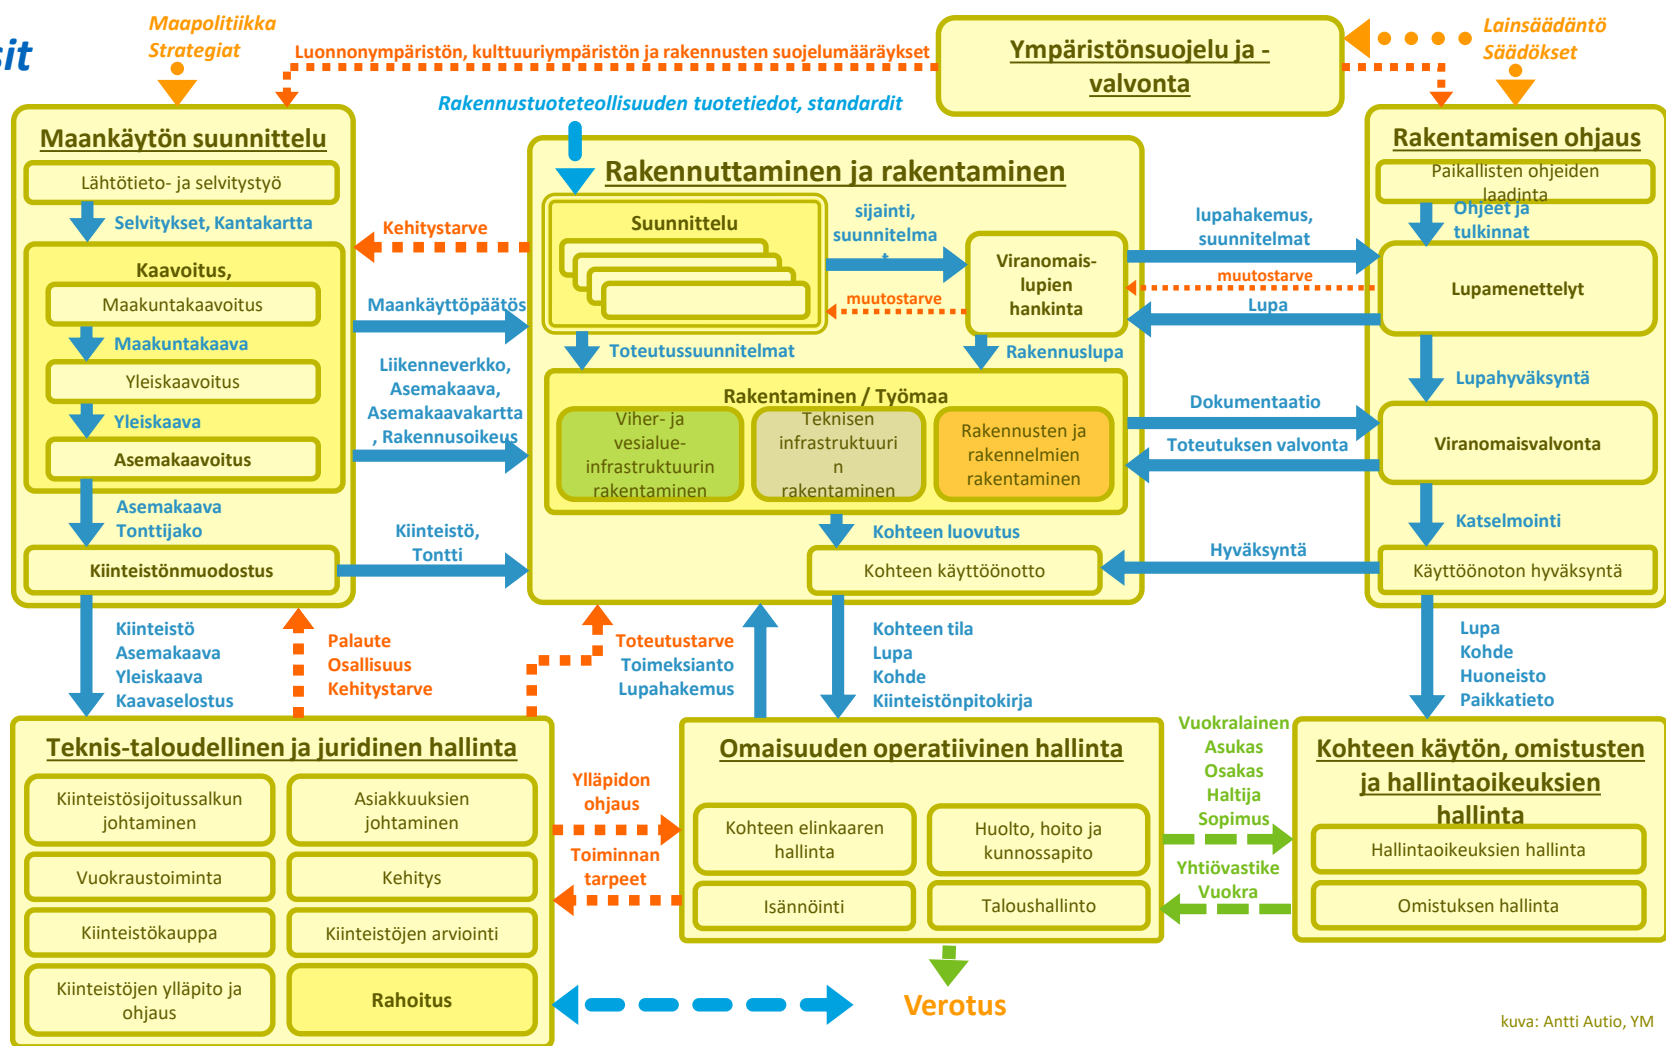 sit
Maapolitiikka
Strategiat
Luonnonympäristön, kulttuuriympäristön ja rakennusten suojelumääräykset
Ympäristönsuojelu ja -
valvonta
Lainsäädäntö
Säädökset
Rakennustuoteteollisuuden tuotetiedot, standardit
Maankäytön suunnittelu
Lähtötieto- ja selvitystyö
Selvitykset, Kantakartta
Kaavoitus,
Maakuntakaavoitus
Maakuntakaava
Yleiskaavoitus
Yleiskaava
Asemakaavoitus
Asemakaava
Tonttijako
Kiinteistönmuodostus
Kehitystarve
Maankäyttöpäätös
Liikenneverkko,
Asemakaava,
Asemakaavakartta
, Rakennusoikeus
Kiinteistö,
Tontti
Rakennuttaminen ja rakentaminen
Suunnittelu
sijainti,
suunnitelma
t
muutostarve
Viranomais-
lupien
hankinta
Toteutussuunnitelmat
Rakennuslupa
Rakentaminen / Työmaa
Viher- ja
vesialue-
infrastruktuurin
rakentaminen
Teknisen
infrastruktuuri
n
rakentaminen
Rakennusten ja
rakennelmien
rakentaminen
Kohteen luovutus
Kohteen käyttöönotto
lupahakemus,
suunnitelmat
muutostarve
Lupa
Dokumentaatio
Toteutuksen valvonta
Hyväksyntä
Rakentamisen ohjaus
Paikallisten ohjeiden
laadinta
Ohjeet ja
tulkinnat
Lupamenettelyt
Lupahyväksyntä
Viranomaisvalvonta
Katselmointi
Käyttöönoton hyväksyntä
Kiinteistö
Asemakaava
Yleiskaava
Kaavaselostus
Palaute
Osallisuus
Kehitystarve
Toteutustarve
Toimeksianto
Lupahakemus
Kohteen tila
Lupa
Kohde
Kiinteistönpitokirja
Lupa
Kohde
Huoneisto
Paikkatieto
Teknis-taloudellinen ja juridinen hallinta
Kiinteistösijoitussalkun
johtaminen
Asiakkuuksien
johtaminen
Vuokraustoiminta
Kehitys
Kiinteistökauppa
Kiinteistöjen arviointi
Kiinteistöjen ylläpito ja
ohjaus
Rahoitus
Ylläpidon
ohjaus
Toiminnan
tarpeet
Omaisuuden operatiivinen hallinta
Kohteen elinkaaren
hallinta
Huolto, hoito ja
kunnossapito
Isännöinti
Taloushallinto
Vuokralainen
Asukas
Osakas
Haltija
Sopimus
Yhtiövastike
Vuokra
Kohteen käytön, omistusten
ja hallintaoikeuksien
hallinta
Hallintaoikeuksien hallinta
Omistuksen hallinta
Verotus
kuva: Antti Autio, YM